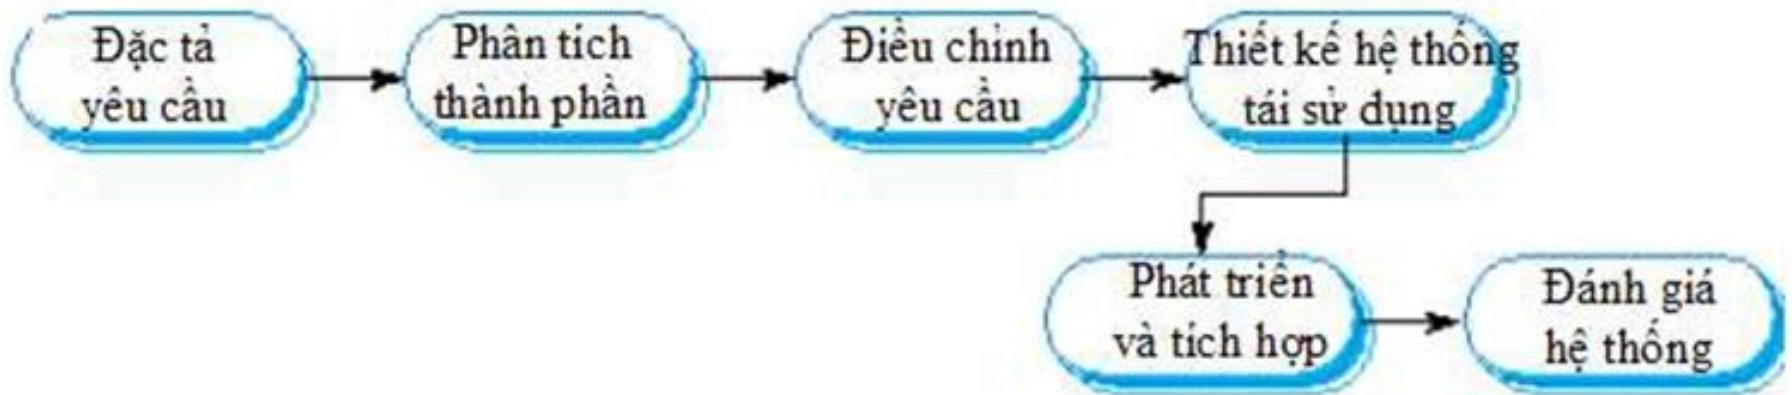 Đặc tả
yêu cầu
Phân tích
thành phần
Điều chỉnh
yêu cầu
Thiết kế hệ thống
tái sử dụng
Phát triển
và tích hợp
Đánh giá
hệ thống